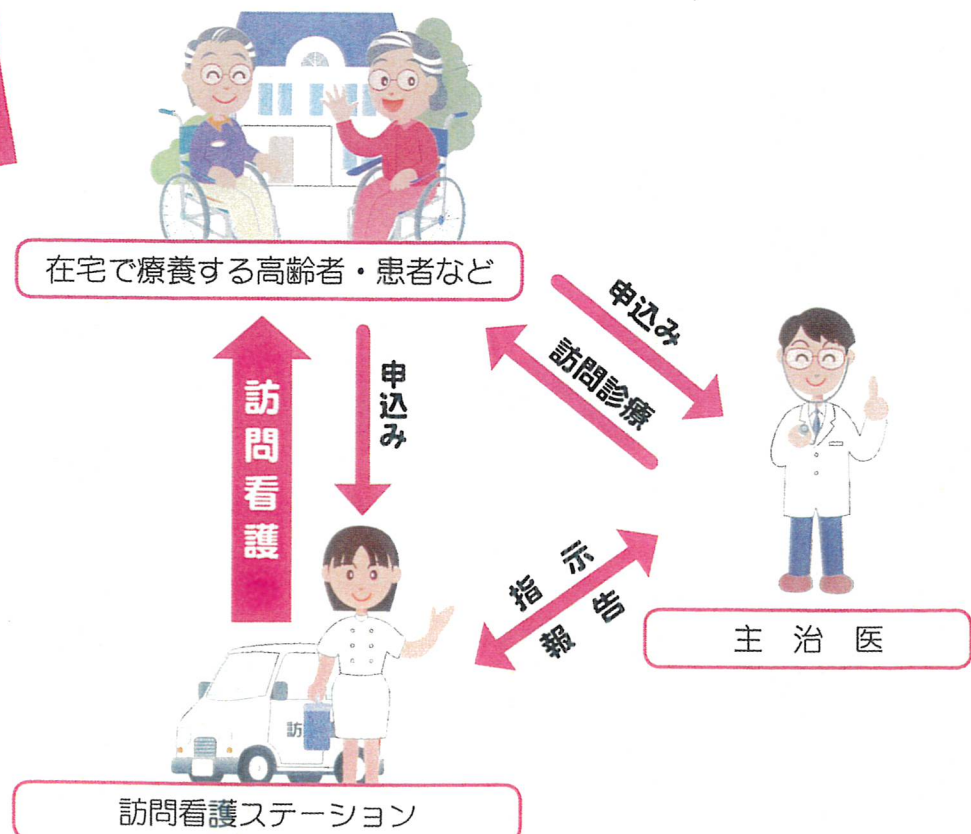 在宅で療養する高齢者・患者など
申込み
訪問診療
訪問看護
申込み
指示
報告
主治医
訪
訪問看護ステーション